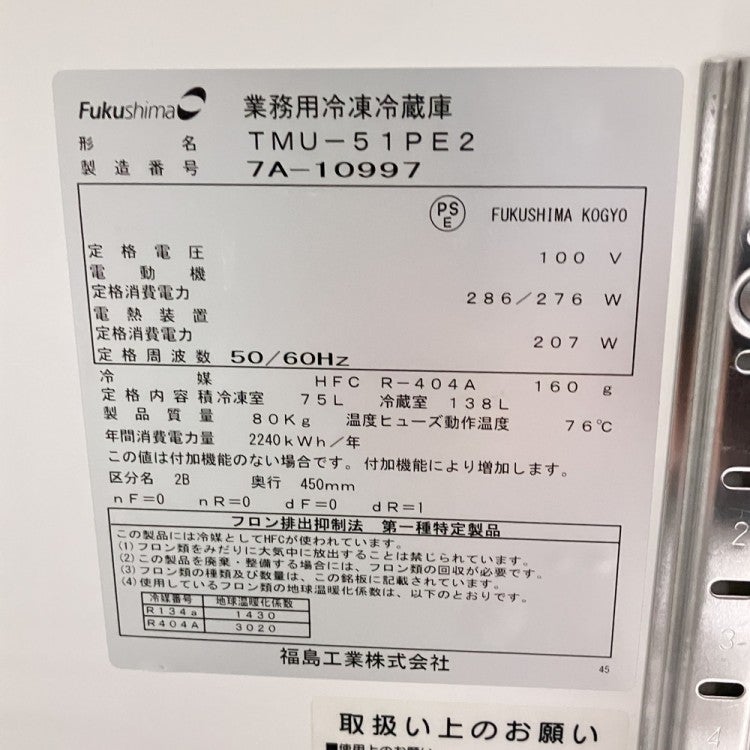 Fukushima 業務用冷凍冷蔵庫
形名 TMU-51PE2
製造番号 7A-10997
PSE FUKUSHIMA KOGYO
定格電圧 100 V
電動機
定格消費電力 286/276 W
電熱装置
定格消費電力 207 W
定格周波数 50/60Hz
冷媒 HFC R-404A 160 g
定格内容積 冷凍室 75L 冷蔵室 138L
製品質量 80Kg 温度ヒューズ動作温度 76℃
年間消費電力量 2240kWh/年
この値は付加機能のない場合です。付加機能により増加します。
区分名 2B 奥行 450mm
nF=0 nR=0 dF=0 dR=1
フロン排出抑制法 第一種特定製品
この製品には冷媒としてHFCが使われています。
(1)フロン類をみだりに大気中に放出することは禁じられています。
(2)この製品を廃棄・整備する場合には、フロン類の回収が必要です。
(3)フロン類の種類及び数量は、この銘板に記載されています。
(4)使用しているフロン類の地球温暖化係数は、以下のとおりです。
冷媒番号 地球温暖化係数
R134a 1430
R404A 3020
福島工業株式会社 45
取扱い上のお願い
■使用上のお願い
2
3
4